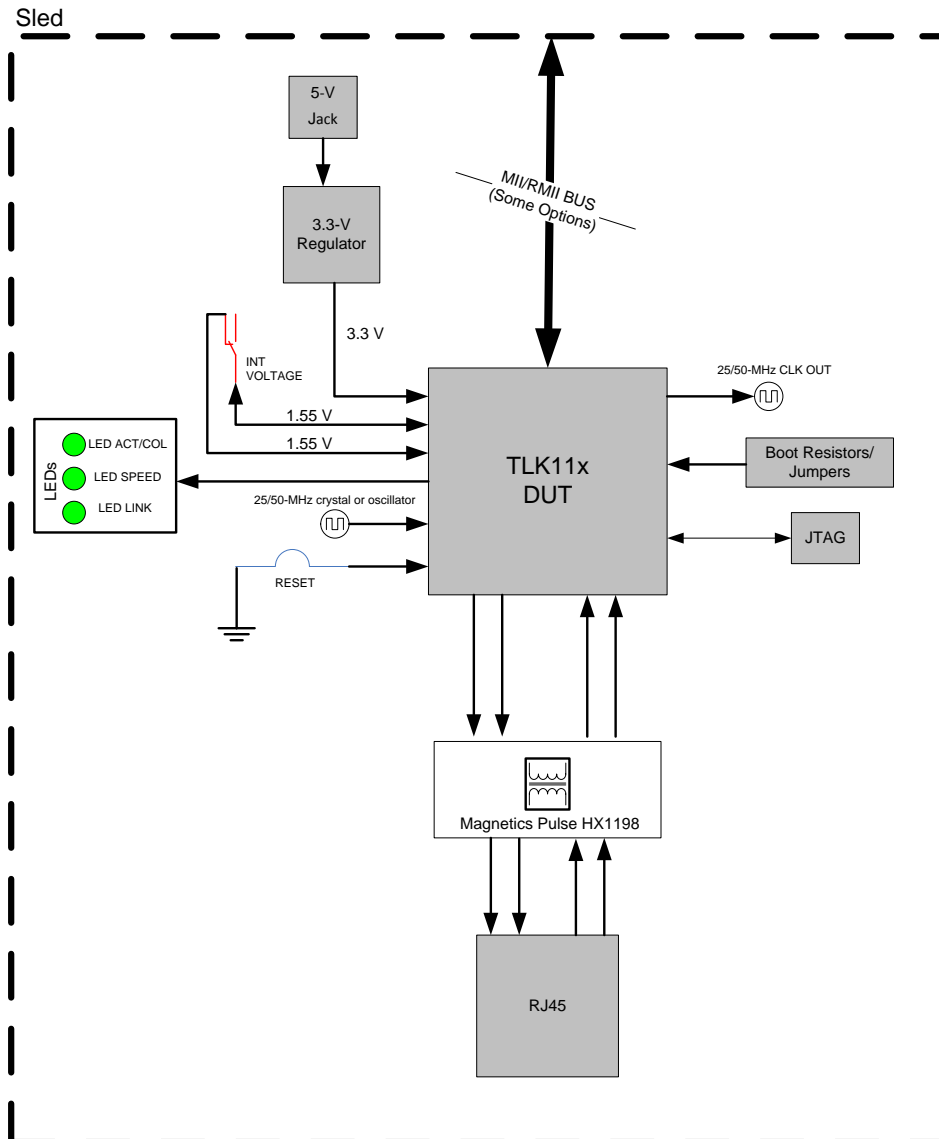 Sled
5-V
Jack
MII/RMII BUS
(Some Options)
3.3-V
Regulator
3.3 V
INT
VOLTAGE
25/50-MHz CLK OUT
1.55 V
1.55 V
LEDs
LED ACT/COL
LED SPEED
LED LINK
TLK11x
DUT
Boot Resistors/
Jumpers
25/50-MHz crystal or oscillator
JTAG
RESET
Magnetics Pulse HX1198
RJ45